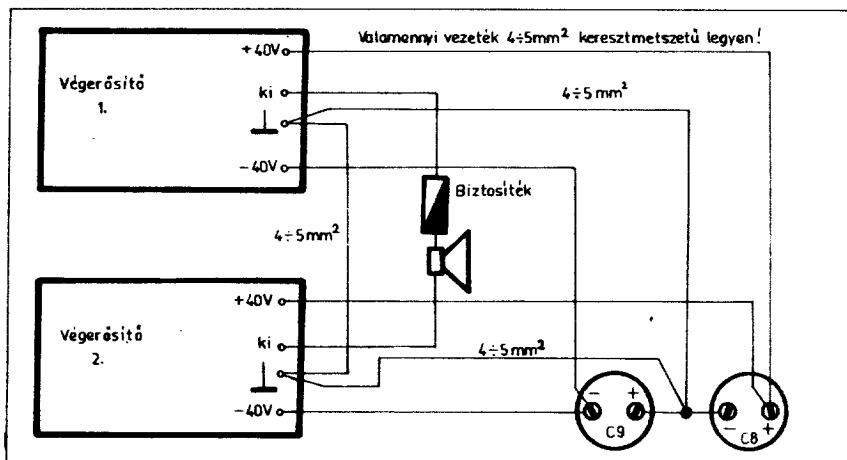 Valamennyi vezeték 4÷5mm² keresztmetszetű legyen!
+40V
Végerősítő
1.
ki
4÷5mm²
-40V
Biztosíték
4÷5mm²
+40V
Végerősítő
2.
ki
4÷5mm²
-40V
- +
C9
- +
C8